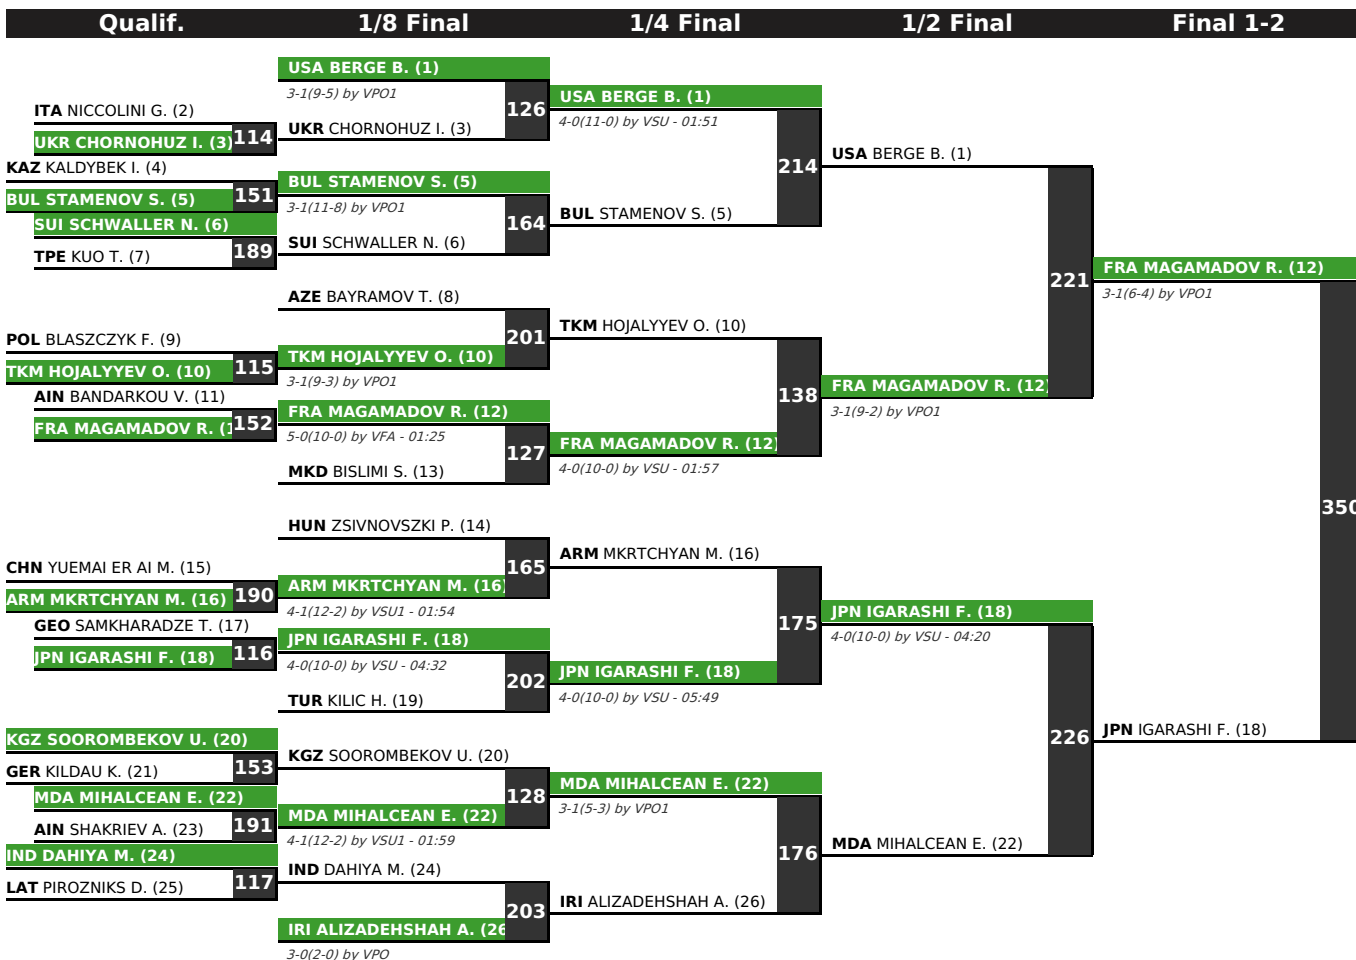 Qualif.
1/8 Final
1/4 Final
1/2 Final
Final 1-2
ITA NICCOLINI G. (2)
UKR CHORNOHUZ I. (3)
114
KAZ KALDYBEK I. (4)
BUL STAMENOV S. (5)
151
SUI SCHWALLER N. (6)
TPE KUO T. (7)
189
POL BLASZCZYK F. (9)
TKM HOJALYYEV O. (10)
115
AIN BANDARKOU V. (11)
FRA MAGAMADOV R. (1
152
CHN YUEMAI ER AI M. (15)
ARM MKRTCHYAN M. (16)
190
GEO SAMKHARADZE T. (17)
JPN IGARASHI F. (18)
116
KGZ SOOROMBEKOV U. (20)
GER KILDAU K. (21)
153
MDA MIHALCEAN E. (22)
AIN SHAKRIEV A. (23)
191
IND DAHIYA M. (24)
LAT PIROZNIKS D. (25)
117
USA BERGE B. (1)
3-1(9-5) by VPO1
UKR CHORNOHUZ I. (3)
126
BUL STAMENOV S. (5)
3-1(11-8) by VPO1
SUI SCHWALLER N. (6)
164
AZE BAYRAMOV T. (8)
TKM HOJALYYEV O. (10)
3-1(9-3) by VPO1
201
FRA MAGAMADOV R. (12)
5-0(10-0) by VFA - 01:25
MKD BISLIMI S. (13)
127
HUN ZSIVNOVSZKI P. (14)
ARM MKRTCHYAN M. (16)
4-1(12-2) by VSU1 - 01:54
165
JPN IGARASHI F. (18)
4-0(10-0) by VSU - 04:32
TUR KILIC H. (19)
202
KGZ SOOROMBEKOV U. (20)
MDA MIHALCEAN E. (22)
4-1(12-2) by VSU1 - 01:59
128
IND DAHIYA M. (24)
IRI ALIZADEHSHAH A. (26
3-0(2-0) by VPO
203
USA BERGE B. (1)
4-0(11-0) by VSU - 01:51
BUL STAMENOV S. (5)
214
TKM HOJALYYEV O. (10)
FRA MAGAMADOV R. (12)
4-0(10-0) by VSU - 01:57
138
ARM MKRTCHYAN M. (16)
JPN IGARASHI F. (18)
4-0(10-0) by VSU - 05:49
175
MDA MIHALCEAN E. (22)
3-1(5-3) by VPO1
IRI ALIZADEHSHAH A. (26)
176
USA BERGE B. (1)
FRA MAGAMADOV R. (12)
3-1(9-2) by VPO1
221
JPN IGARASHI F. (18)
4-0(10-0) by VSU - 04:20
MDA MIHALCEAN E. (22)
226
FRA MAGAMADOV R. (12)
3-1(6-4) by VPO1
JPN IGARASHI F. (18)
350